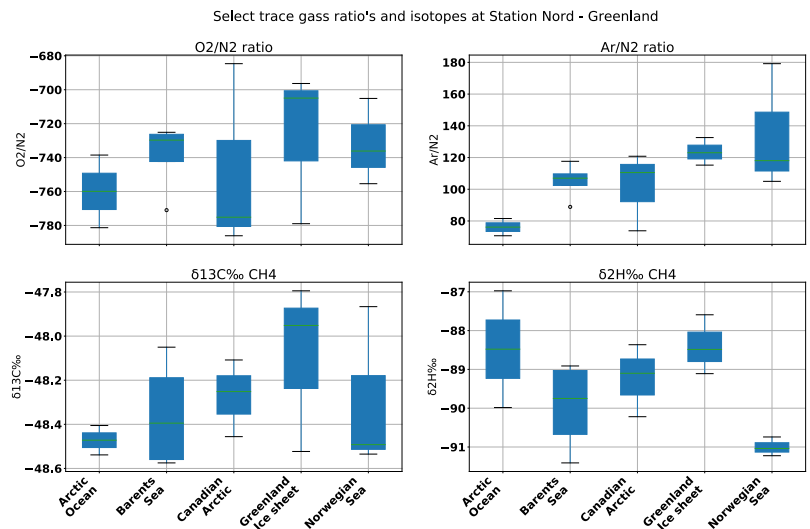 Select trace gass ratio's and isotopes at Station Nord - Greenland
O2/N2 ratio
−680
−700
−720
−740
−760
−780
O2/N2
Ar/N2 ratio
180
160
140
120
100
80
Ar/N2
δ13C‰ CH4
−47.8
−48.0
−48.2
−48.4
−48.6
δ13C‰
Arctic
Ocean
Barents
Sea
Canadian
Arctic
Greenland
Ice sheet
Norwegian
Sea
δ2H‰ CH4
−87
−88
−89
−90
−91
δ2H‰
Arctic
Ocean
Barents
Sea
Canadian
Arctic
Greenland
Ice sheet
Norwegian
Sea